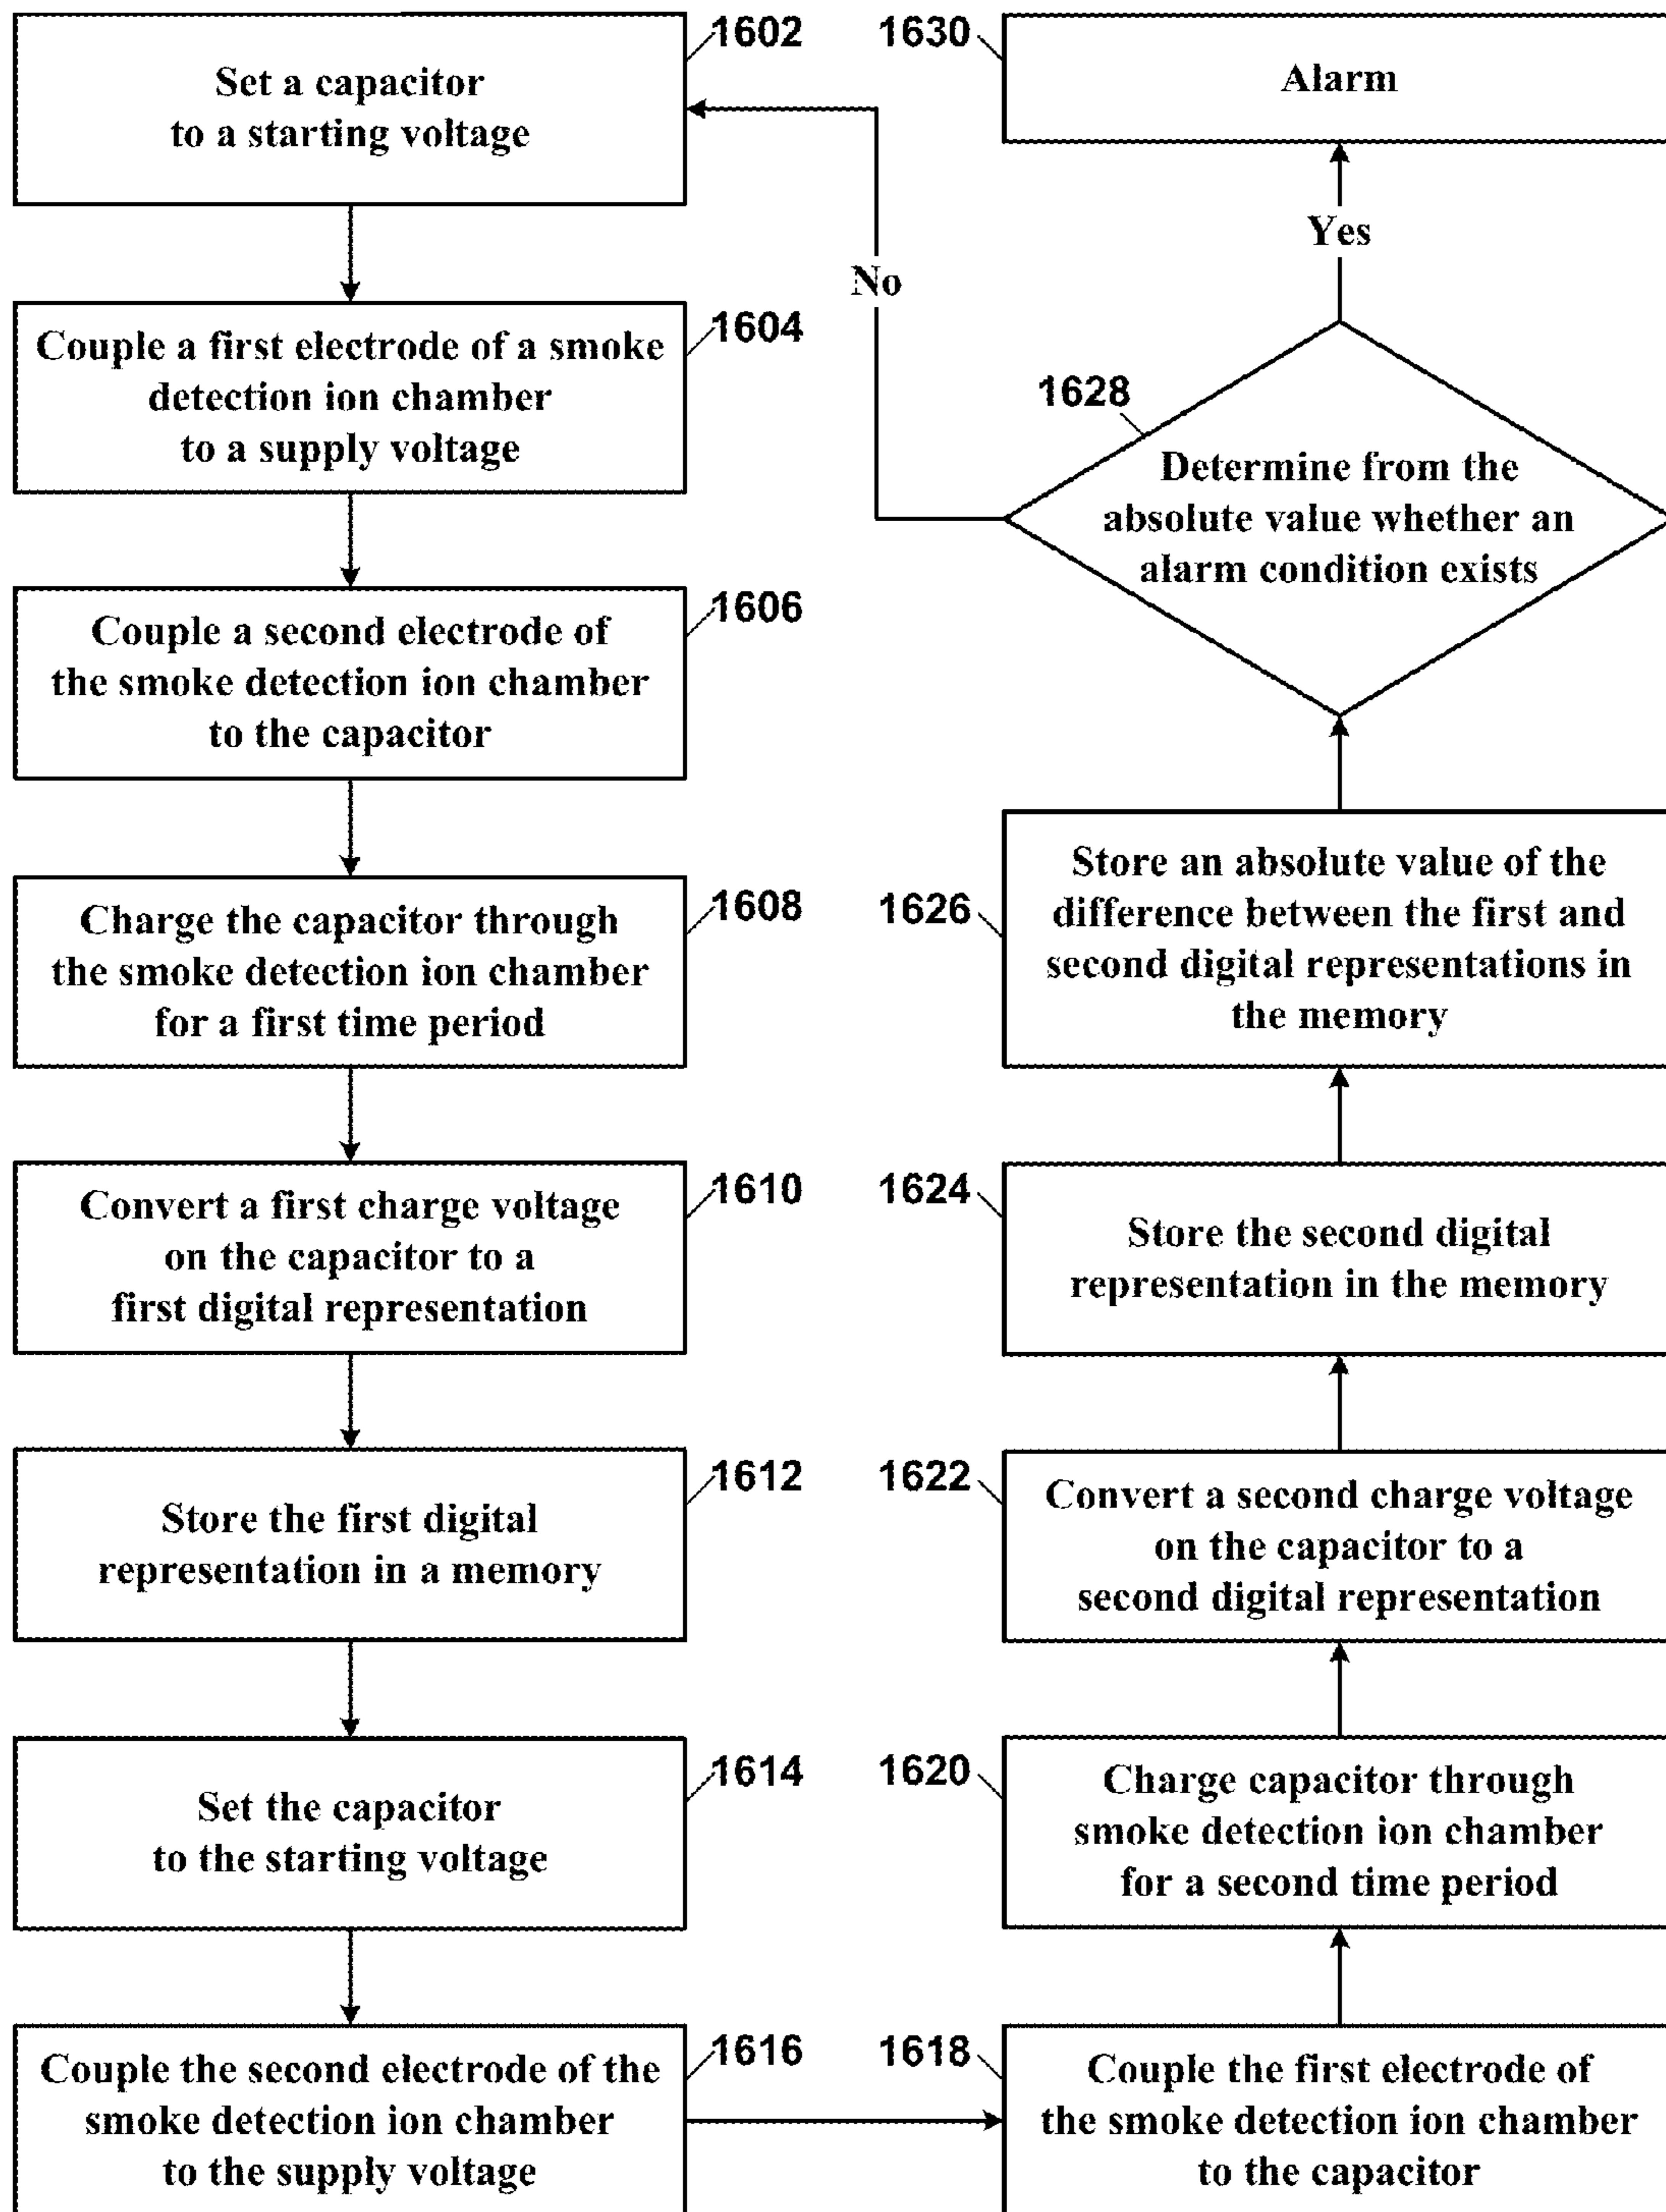 1602
Set a capacitor
to a starting voltage
1604
Couple a first electrode of a smoke
detection ion chamber
to a supply voltage
1606
Couple a second electrode of
the smoke detection ion chamber
to the capacitor
1608
Charge the capacitor through
the smoke detection ion chamber
for a first time period
1610
Convert a first charge voltage
on the capacitor to a
first digital representation
1612
Store the first digital
representation in a memory
1614
Set the capacitor
to the starting voltage
1616
Couple the second electrode of the
smoke detection ion chamber
to the supply voltage
1618
Couple the first electrode of
the smoke detection ion chamber
to the capacitor
1620
Charge capacitor through
smoke detection ion chamber
for a second time period
1622
Convert a second charge voltage
on the capacitor to a
second digital representation
1624
Store the second digital
representation in the memory
1626
Store an absolute value of the
difference between the first and
second digital representations in
the memory
1628
Determine from the
absolute value whether an
alarm condition exists
No
Yes
1630
Alarm